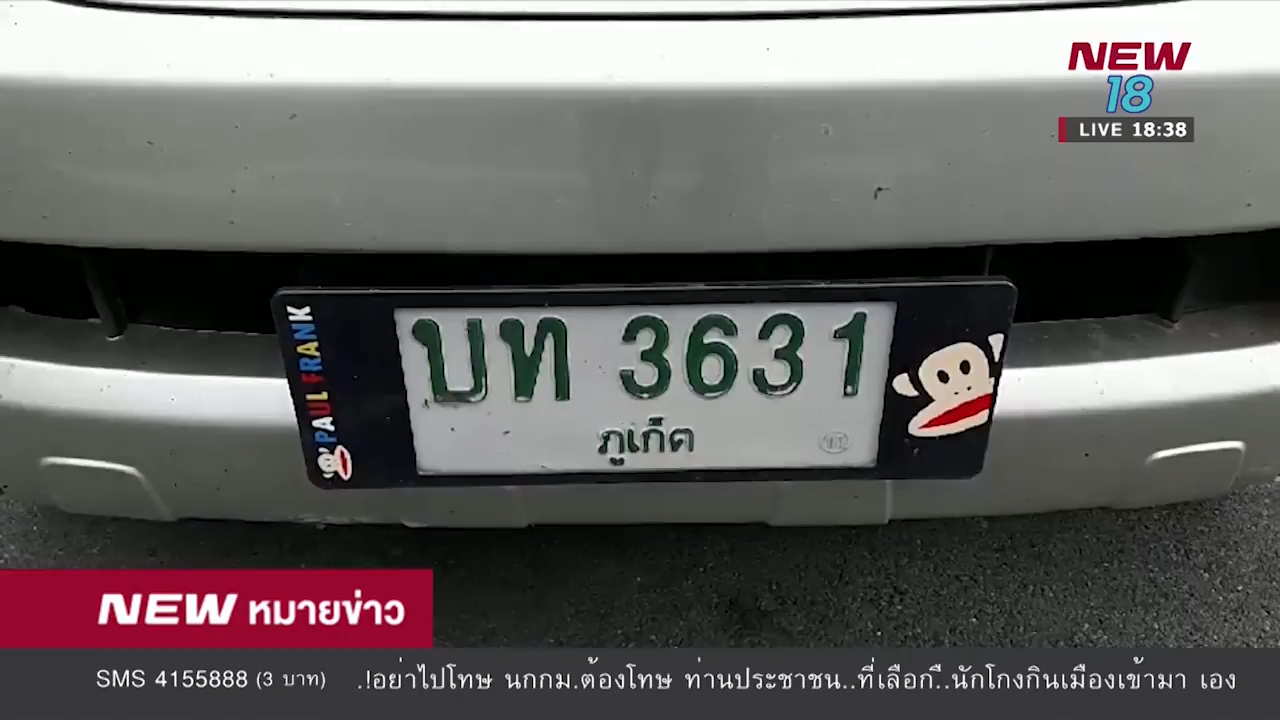 NEW
18
LIVE 18:38
PAUL FRANK
บท 3631
ภูเก็ต
NEW หมายข่าว
SMS 4155888 (3 บาท) .!อย่าไปโทษ นกกม.ต้องโทษ ท่านประชาชน..ที่เลือกี..นักโกงกินเมืองเข้ามา เอง